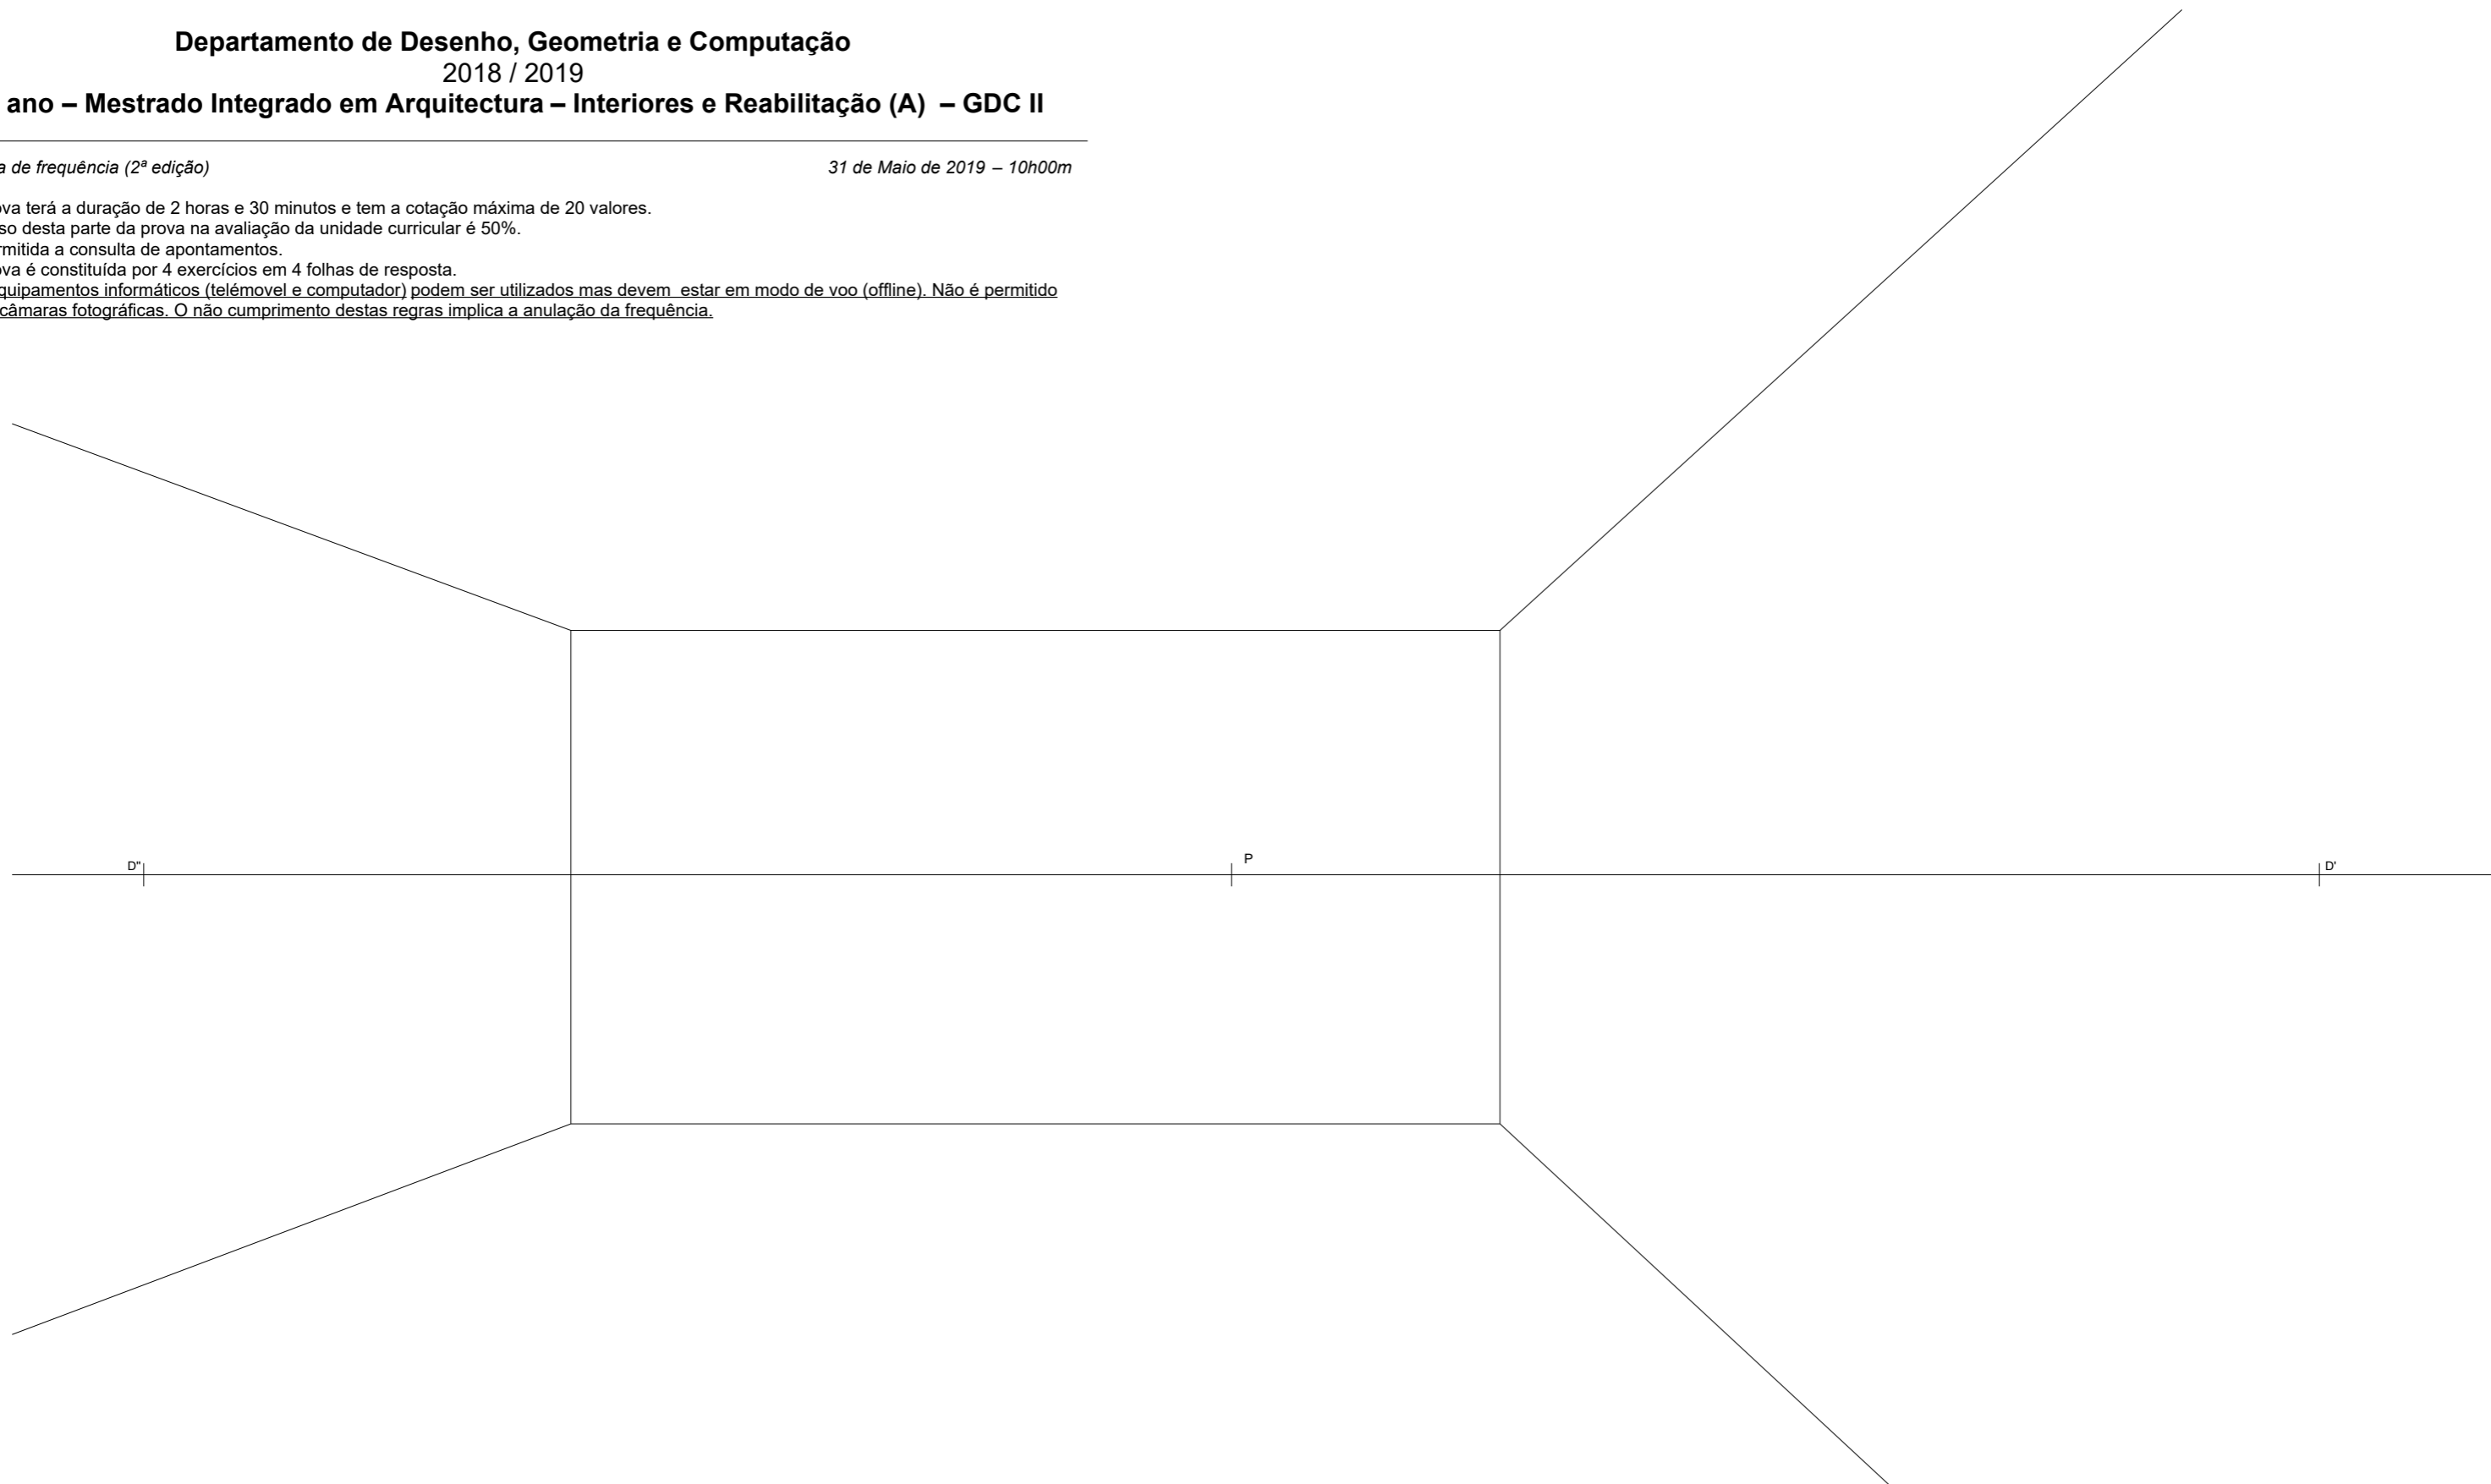 Departamento de Desenho, Geometria e Computação
2018 / 2019
ano – Mestrado Integrado em Arquitectura – Interiores e Reabilitação (A) – GDC II
a de frequência (2ª edição) 31 de Maio de 2019 – 10h00m
ova terá a duração de 2 horas e 30 minutos e tem a cotação máxima de 20 valores.
so desta parte da prova na avaliação da unidade curricular é 50%.
rmitida a consulta de apontamentos.
ova é constituída por 4 exercícios em 4 folhas de resposta.
quipamentos informáticos (telémovel e computador) podem ser utilizados mas devem estar em modo de voo (offline). Não é permitido
câmaras fotográficas. O não cumprimento destas regras implica a anulação da frequência.
D" P D'